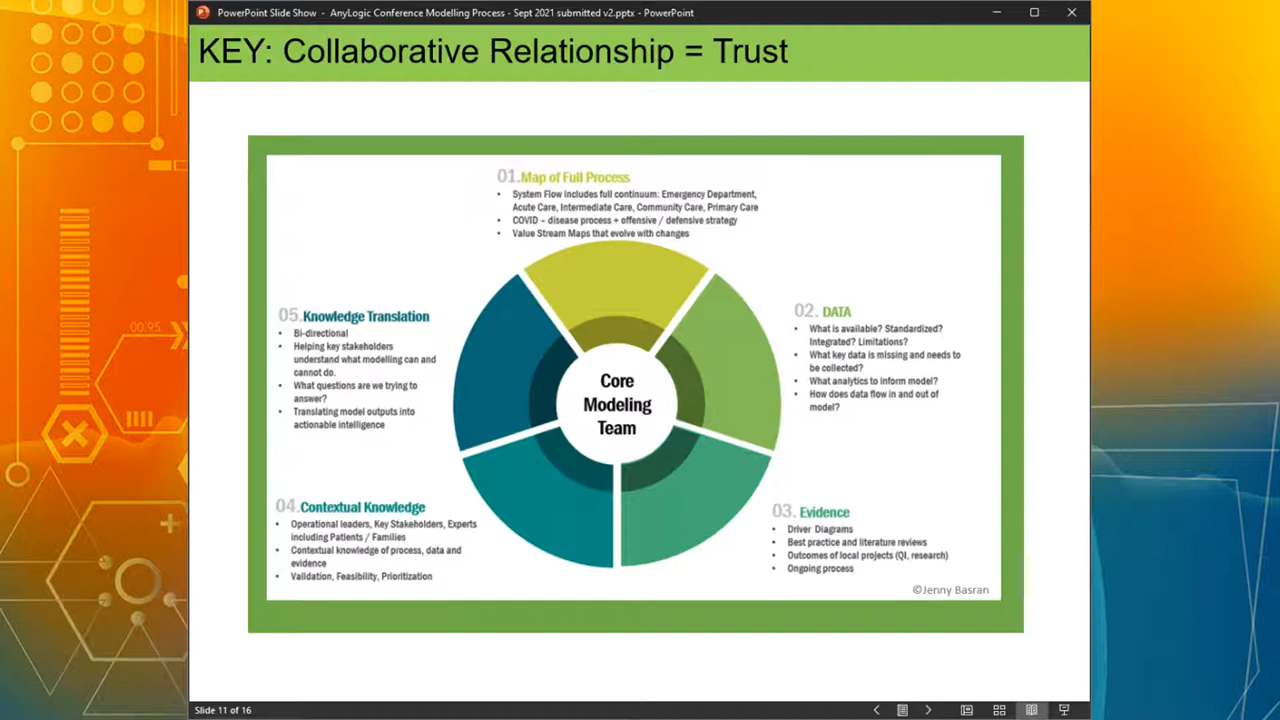 PowerPoint Slide Show - AnyLogic Conference Modelling Process - Sept 2021 submitted v2.pptx - PowerPoint
KEY: Collaborative Relationship = Trust
01.Map of Full Process
• System Flow includes full continuum: Emergency Department,
Acute Care, Intermediate Care, Community Care, Primary Care
• COVID – disease process + offensive / defensive strategy
• Value Stream Maps that evolve with changes
02. DATA
• What is available? Standardized?
Integrated? Limitations?
• What key data is missing and needs to
be collected?
• What analytics to inform model?
• How does data flow in and out of
model?
03. Evidence
• Driver Diagrams
• Best practice and literature reviews
• Outcomes of local projects (QI, research)
• Ongoing process
04.Contextual Knowledge
• Operational leaders, Key Stakeholders, Experts
including Patients / Families
• Contextual knowledge of process, data and
evidence
• Validation, Feasibility, Prioritization
05.Knowledge Translation
• Bi-directional
• Helping key stakeholders
understand what modelling can and
cannot do.
• What questions are we trying to
answer?
• Translating model outputs into
actionable intelligence
Core
Modeling
Team
©Jenny Basran
00.95
Slide 11 of 16